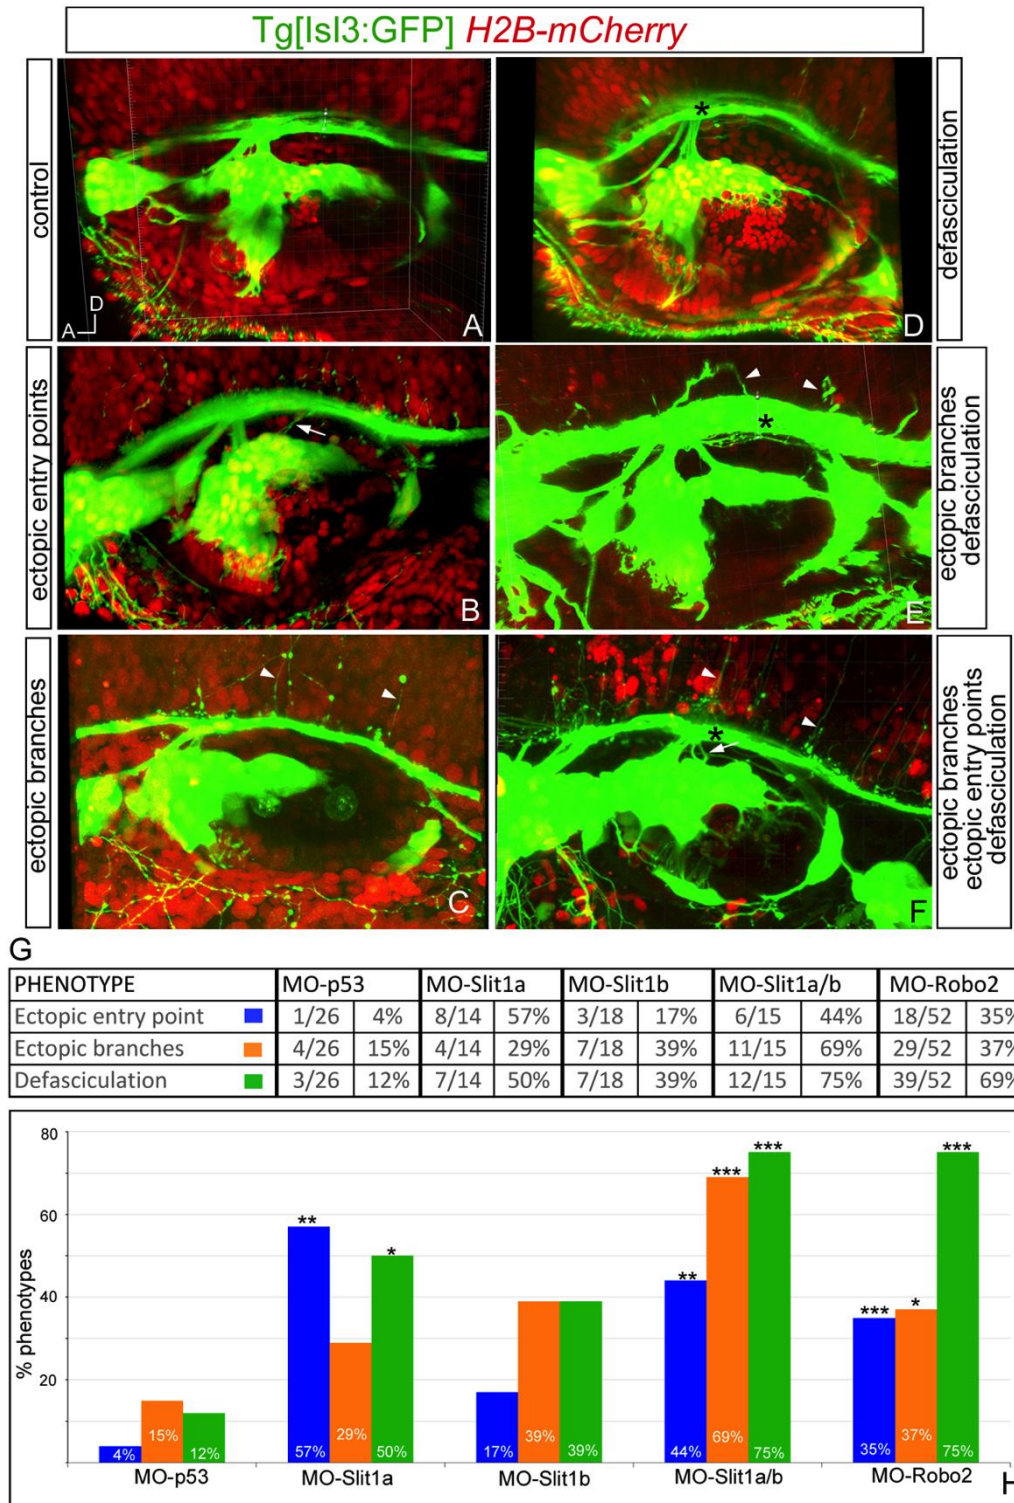 Tg[Isl3:GFP] H2B-mCherry
control
A
D
A
defasciculation
*
D
ectopic entry points
B
ectopic branches
defasciculation
*
E
ectopic branches
C
ectopic branches
ectopic entry points
defasciculation
*
F
G
PHENOTYPE MO-p53 MO-Slit1a MO-Slit1b MO-Slit1a/b MO-Robo2
Ectopic entry point 1/26 4% 8/14 57% 3/18 17% 6/15 44% 18/52 35%
Ectopic branches 4/26 15% 4/14 29% 7/18 39% 11/15 69% 29/52 37%
Defasciculation 3/26 12% 7/14 50% 7/18 39% 12/15 75% 39/52 69%
% phenotypes
80
60
40
20
** * ** *** *** *** * ***
4% 15% 12% 57% 29% 50% 17% 39% 39% 44% 69% 75% 35% 37% 75%
MO-p53 MO-Slit1a MO-Slit1b MO-Slit1a/b MO-Robo2
H